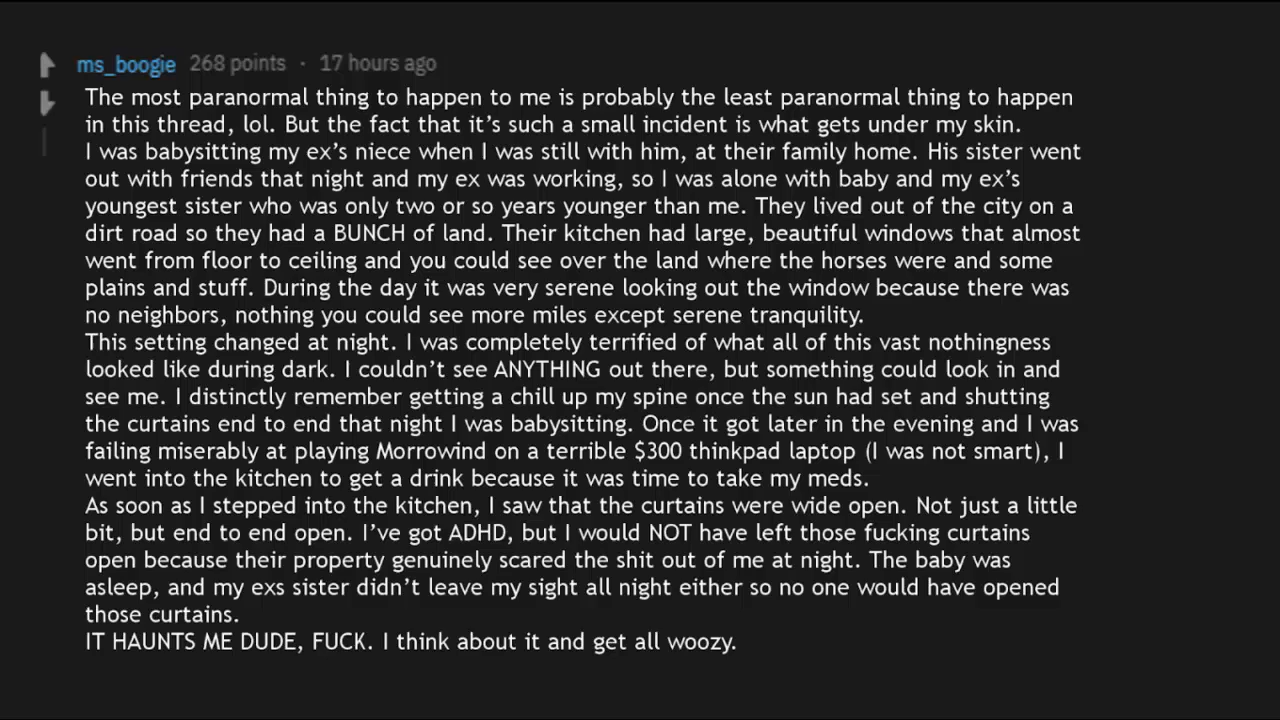 ms_boogie 268 points · 17 hours ago
The most paranormal thing to happen to me is probably the least paranormal thing to happen
in this thread, lol. But the fact that it's such a small incident is what gets under my skin.
I was babysitting my ex's niece when I was still with him, at their family home. His sister went
out with friends that night and my ex was working, so I was alone with baby and my ex's
youngest sister who was only two or so years younger than me. They lived out of the city on a
dirt road so they had a BUNCH of land. Their kitchen had large, beautiful windows that almost
went from floor to ceiling and you could see over the land where the horses were and some
plains and stuff. During the day it was very serene looking out the window because there was
no neighbors, nothing you could see more miles except serene tranquility.
This setting changed at night. I was completely terrified of what all of this vast nothingness
looked like during dark. I couldn't see ANYTHING out there, but something could look in and
see me. I distinctly remember getting a chill up my spine once the sun had set and shutting
the curtains end to end that night I was babysitting. Once it got later in the evening and I was
failing miserably at playing Morrowind on a terrible $300 thinkpad laptop (I was not smart), I
went into the kitchen to get a drink because it was time to take my meds.
As soon as I stepped into the kitchen, I saw that the curtains were wide open. Not just a little
bit, but end to end open. I've got ADHD, but I would NOT have left those fucking curtains
open because their property genuinely scared the shit out of me at night. The baby was
asleep, and my exs sister didn't leave my sight all night either so no one would have opened
those curtains.
IT HAUNTS ME DUDE, FUCK. I think about it and get all woozy.